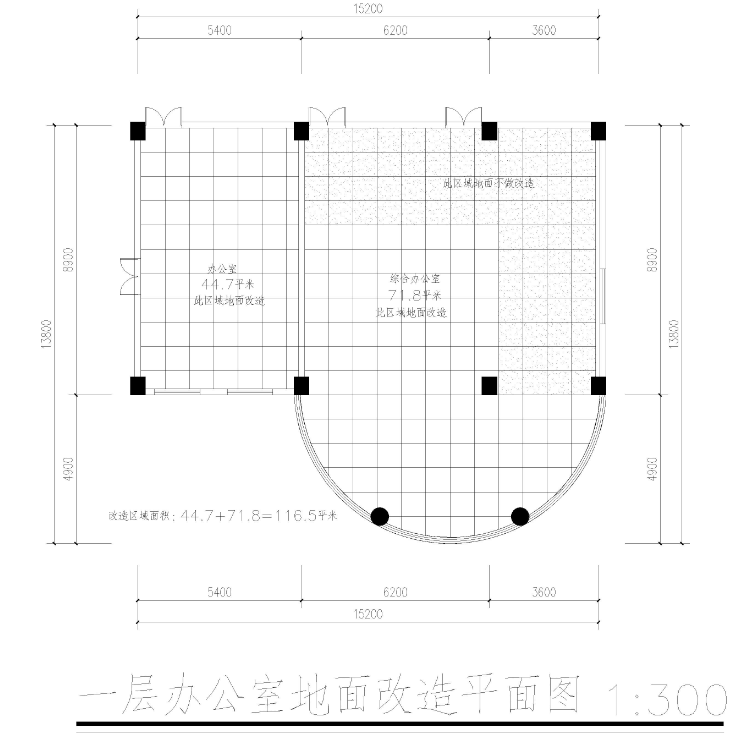 15200
5400 6200 3600
此区域地面不做改造
8900 8900
13800 13800
办公室
44.7平米
此区域地面改造
综合办公室
71.8平米
此区域地面改造
4900 4900
改造区域面积：44.7+71.8=116.5平米
5400 6200 3600
15200
一层办公室地面改造平面图 1:300